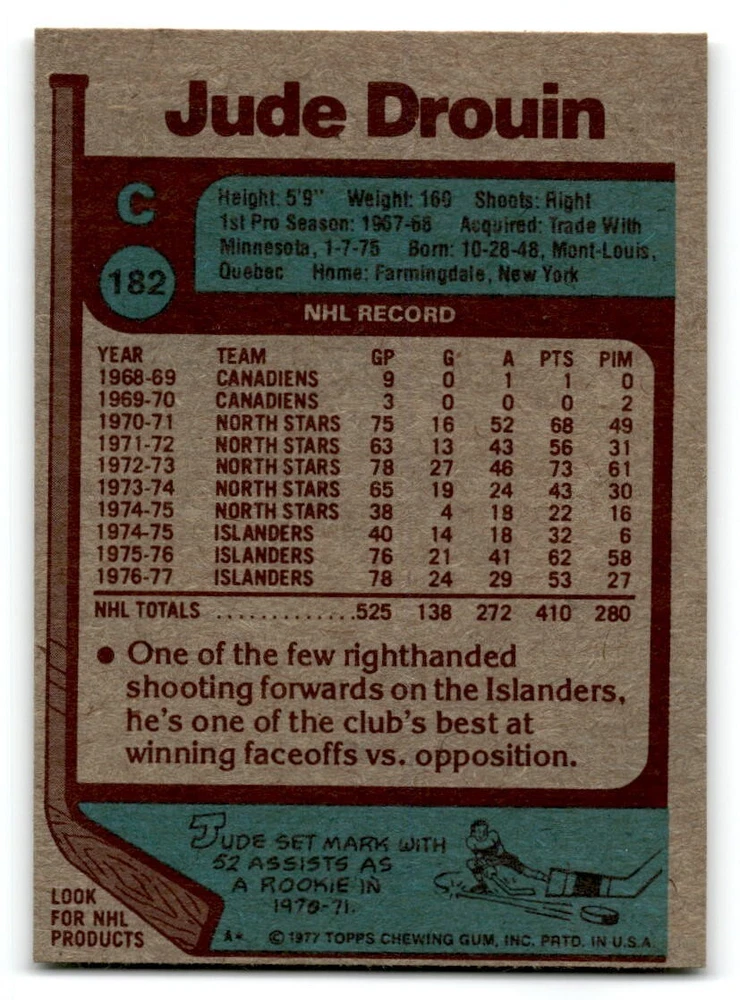 Jude Drouin
C
182
Height: 5'9" Weight: 160 Shoots: Right
1st Pro Season: 1967-68 Acquired: Trade With
Minnesota, 1-7-75 Born: 10-28-48, Mont-Louis,
Quebec Home: Farmingdale, New York
NHL RECORD
YEAR TEAM GP G A PTS PIM
1968-69 CANADIENS 9 0 1 1 0
1969-70 CANADIENS 3 0 0 0 2
1970-71 NORTH STARS 75 16 52 68 49
1971-72 NORTH STARS 63 13 43 56 31
1972-73 NORTH STARS 78 27 46 73 61
1973-74 NORTH STARS 65 19 24 43 30
1974-75 NORTH STARS 38 4 18 22 16
1974-75 ISLANDERS 40 14 18 32 6
1975-76 ISLANDERS 76 21 41 62 58
1976-77 ISLANDERS 78 24 29 53 27
NHL TOTALS ..............525 138 272 410 280
● One of the few righthanded
shooting forwards on the Islanders,
he's one of the club's best at
winning faceoffs vs. opposition.
JUDE SET MARK WITH
52 ASSISTS AS
A ROOKIE IN
1970-71.
LOOK
FOR NHL
PRODUCTS
A* © 1977 TOPPS CHEWING GUM, INC. PRTD. IN U.S.A.